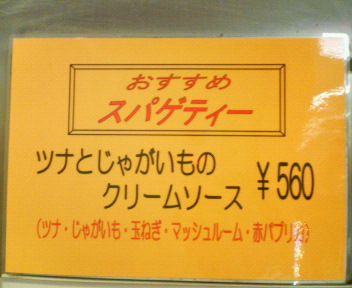 おすすめ
スパゲティー
ツナとじゃがいもの
クリームソース ¥560
(ツナ・じゃがいも・玉ねぎ・マッシュルーム・赤パプリカ)